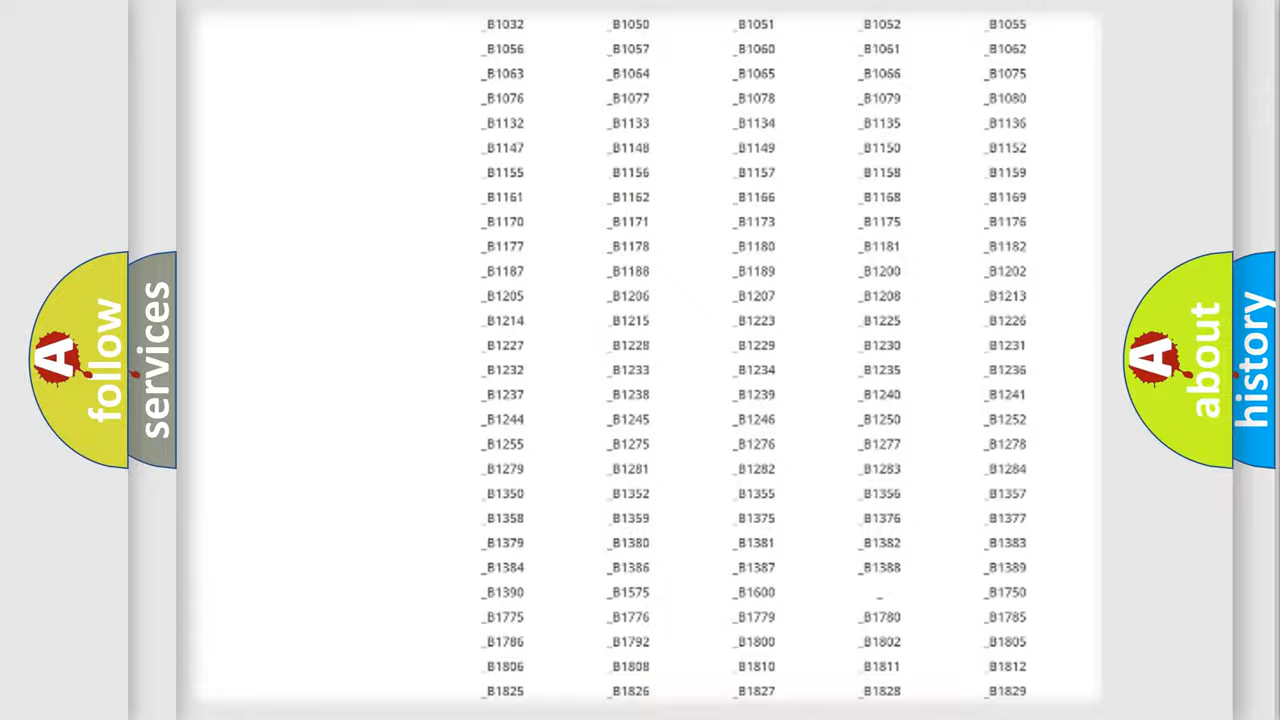 _B1032 _B1050 _B1051 _B1052 _B1055
_B1056 _B1057 _B1060 _B1061 _B1062
_B1063 _B1064 _B1065 _B1066 _B1075
_B1076 _B1077 _B1078 _B1079 _B1080
_B1132 _B1133 _B1134 _B1135 _B1136
_B1147 _B1148 _B1149 _B1150 _B1152
_B1155 _B1156 _B1157 _B1158 _B1159
_B1161 _B1162 _B1166 _B1168 _B1169
_B1170 _B1171 _B1173 _B1175 _B1176
_B1177 _B1178 _B1180 _B1181 _B1182
_B1187 _B1188 _B1189 _B1200 _B1202
_B1205 _B1206 _B1207 _B1208 _B1213
_B1214 _B1215 _B1223 _B1225 _B1226
_B1227 _B1228 _B1229 _B1230 _B1231
_B1232 _B1233 _B1234 _B1235 _B1236
_B1237 _B1238 _B1239 _B1240 _B1241
_B1244 _B1245 _B1246 _B1250 _B1252
_B1255 _B1275 _B1276 _B1277 _B1278
_B1279 _B1281 _B1282 _B1283 _B1284
_B1350 _B1352 _B1355 _B1356 _B1357
_B1358 _B1359 _B1375 _B1376 _B1377
_B1379 _B1380 _B1381 _B1382 _B1383
_B1384 _B1386 _B1387 _B1388 _B1389
_B1390 _B1575 _B1600 _ _B1750
_B1775 _B1776 _B1779 _B1780 _B1785
_B1786 _B1792 _B1800 _B1802 _B1805
_B1806 _B1808 _B1810 _B1811 _B1812
_B1825 _B1826 _B1827 _B1828 _B1829
A
follow
services
A
about
history